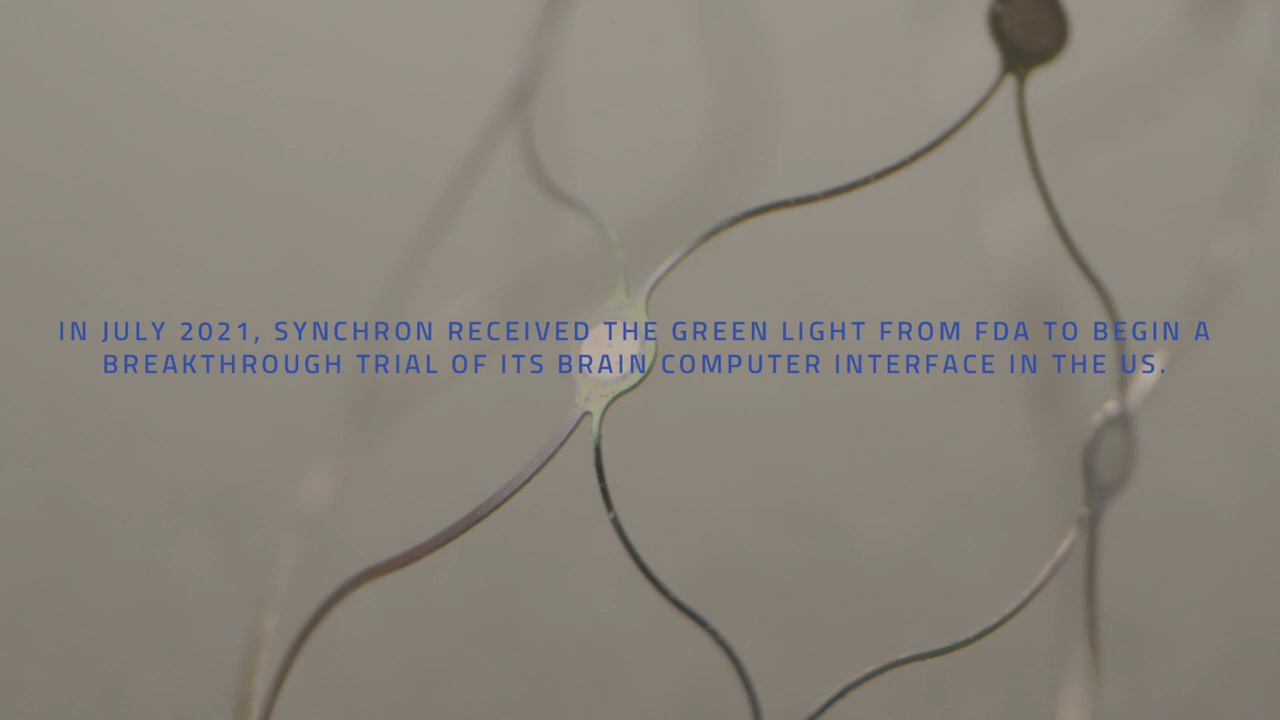 IN JULY 2021, SYNCHRON RECEIVED THE GREEN LIGHT FROM FDA TO BEGIN A
BREAKTHROUGH TRIAL OF ITS BRAIN COMPUTER INTERFACE IN THE US.